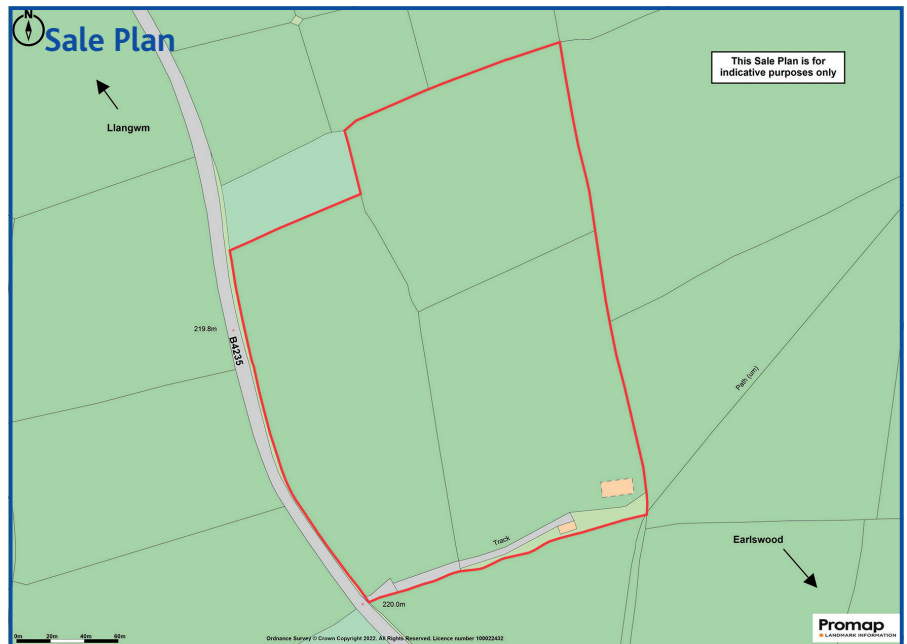 N
Sale Plan
This Sale Plan is for
indicative purposes only
Llangwm
219.8m
B4235
Path (um)
Track
Earlswood
220.0m
0m 20m 40m 60m
Ordnance Survey © Crown Copyright 2022. All Rights Reserved. Licence number 100022432
Promap
LANDMARK INFORMATION